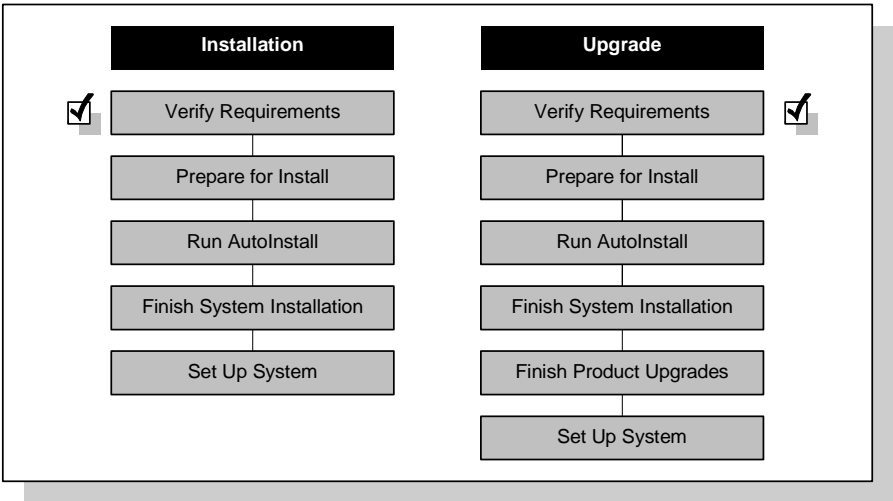 Installation
Verify Requirements
Prepare for Install
Run AutoInstall
Finish System Installation
Set Up System
Upgrade
Verify Requirements
Prepare for Install
Run AutoInstall
Finish System Installation
Finish Product Upgrades
Set Up System